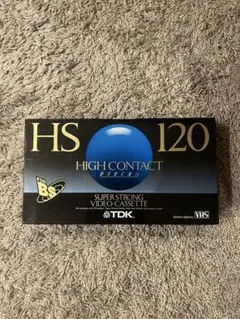 HS 120
HIGH CONTACT
BS
SUPER STRONG
VIDEO CASSETTE
TDK
VHS